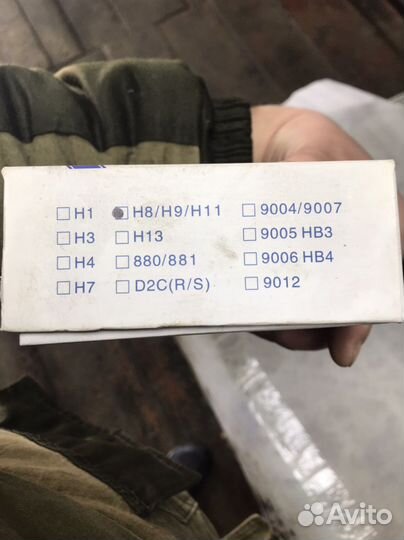 ☐ H1 ☐ H8/H9/H11 ☐ 9004/9007
☐ H3 ☐ H13 ☐ 9005 HB3
☐ H4 ☐ 880/881 ☐ 9006 HB4
☐ H7 ☐ D2C(R/S) ☐ 9012
Avito